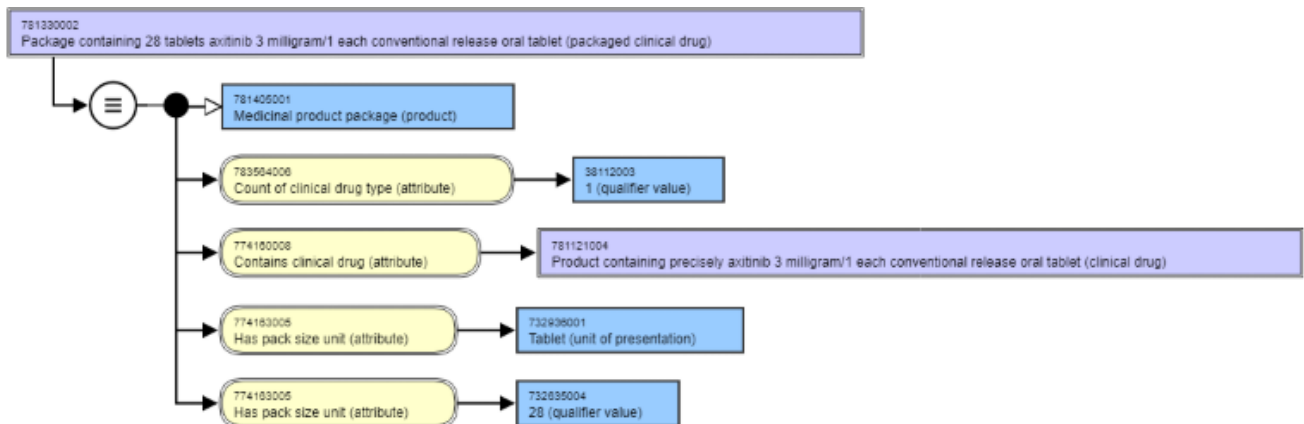 781330002
Package containing 28 tablets axitinib 3 milligram/1 each conventional release oral tablet (packaged clinical drug)
781405001
Medicinal product package (product)
783564006
Count of clinical drug type (attribute)
38112003
1 (qualifier value)
774160008
Contains clinical drug (attribute)
781121004
Product containing precisely axitinib 3 milligram/1 each conventional release oral tablet (clinical drug)
774163005
Has pack size unit (attribute)
732936001
Tablet (unit of presentation)
774163005
Has pack size unit (attribute)
732635004
28 (qualifier value)